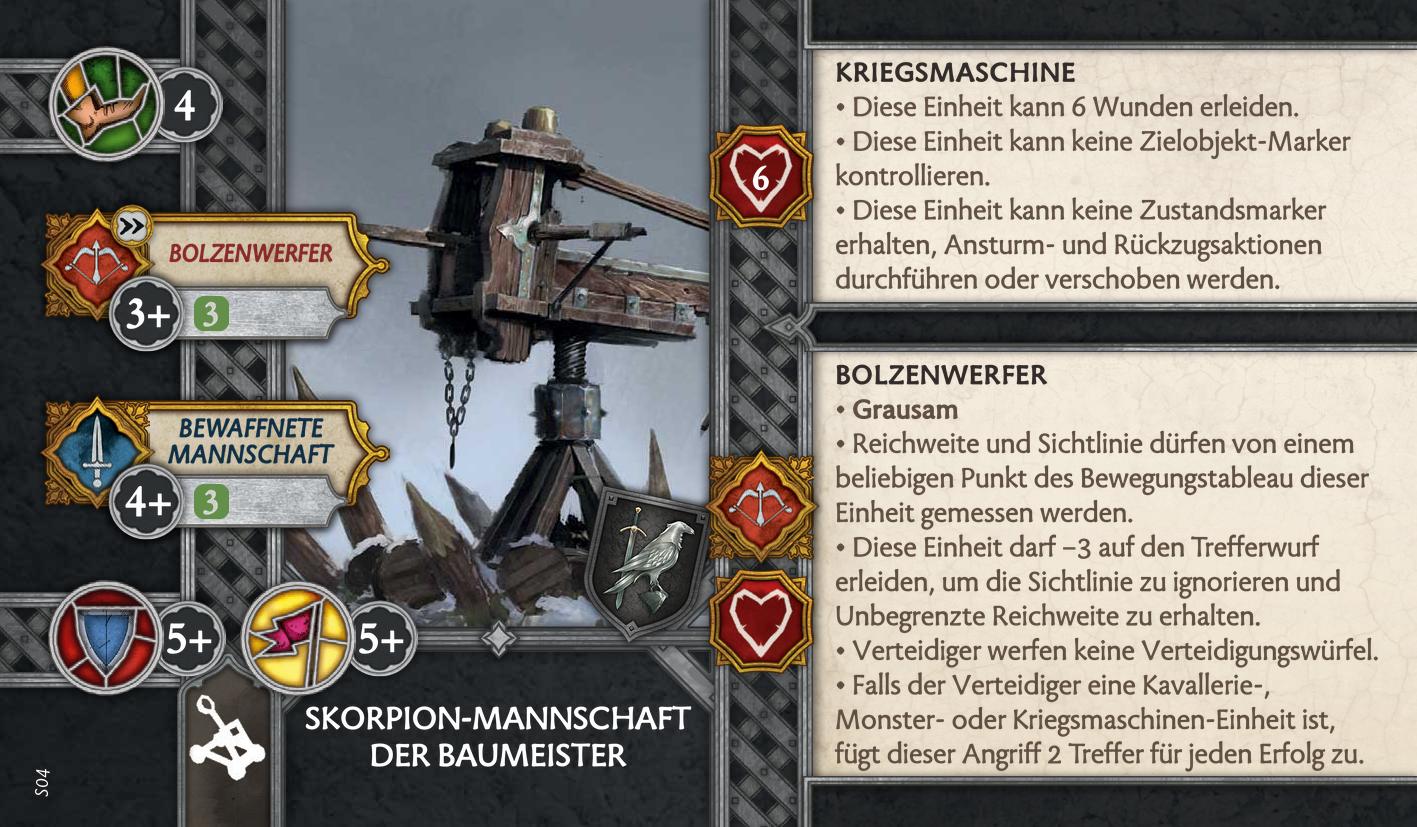 4
BOLZENWERFER
3+ 3
BEWAFFNETE
MANNSCHAFT
4+ 3
5+ 5+
SKORPION-MANNSCHAFT
DER BAUMEISTER
S04
6
KRIEGSMASCHINE
• Diese Einheit kann 6 Wunden erleiden.
• Diese Einheit kann keine Zielobjekt-Marker
kontrollieren.
• Diese Einheit kann keine Zustandsmarker
erhalten, Ansturm- und Rückzugsaktionen
durchführen oder verschoben werden.
BOLZENWERFER
• Grausam
• Reichweite und Sichtlinie dürfen von einem
beliebigen Punkt des Bewegungstableau dieser
Einheit gemessen werden.
• Diese Einheit darf –3 auf den Trefferwurf
erleiden, um die Sichtlinie zu ignorieren und
Unbegrenzte Reichweite zu erhalten.
• Verteidiger werfen keine Verteidigungswürfel.
• Falls der Verteidiger eine Kavallerie-,
Monster- oder Kriegsmaschinen-Einheit ist,
fügt dieser Angriff 2 Treffer für jeden Erfolg zu.